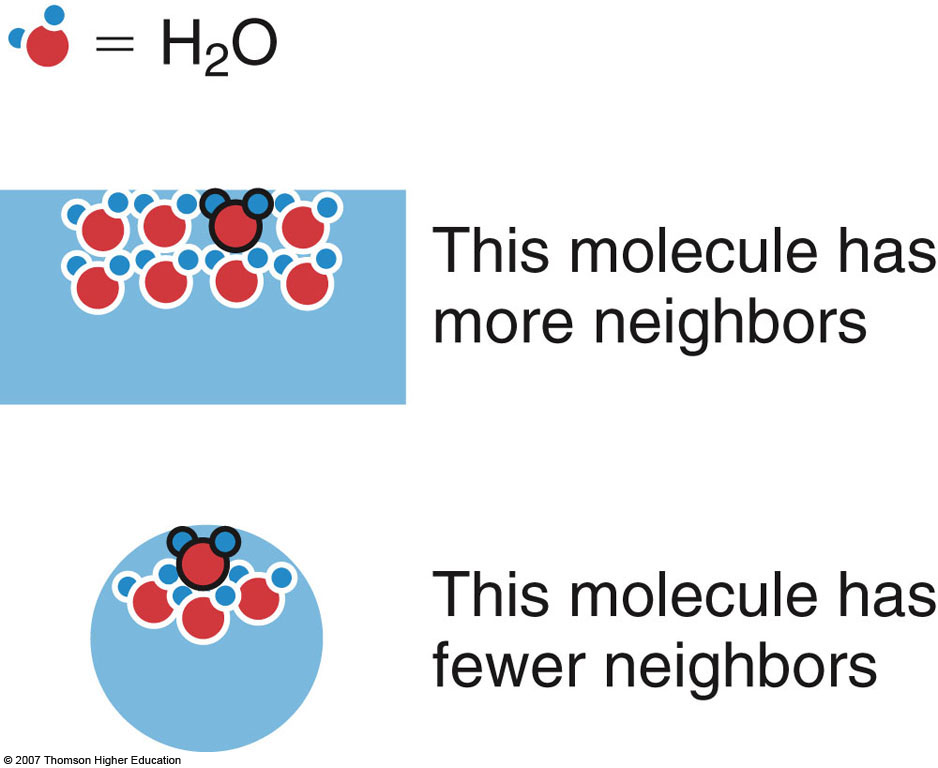 = H₂O
This molecule has
more neighbors
This molecule has
fewer neighbors
© 2007 Thomson Higher Education